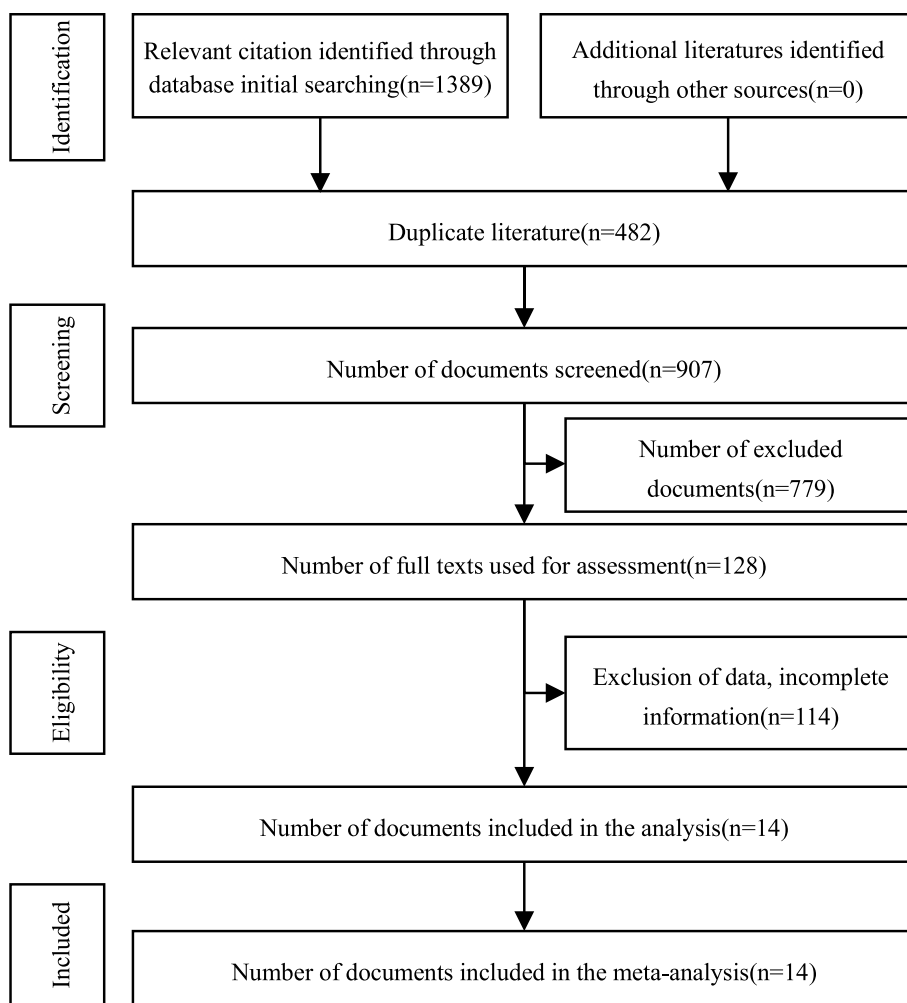 Identification
Relevant citation identified through
database initial searching(n=1389)
Additional literatures identified
through other sources(n=0)
Duplicate literature(n=482)
Screening
Number of documents screened(n=907)
Number of excluded
documents(n=779)
Number of full texts used for assessment(n=128)
Eligibility
Exclusion of data, incomplete
information(n=114)
Number of documents included in the analysis(n=14)
Included
Number of documents included in the meta-analysis(n=14)